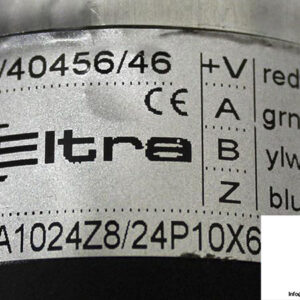 /40456/46 +V red
CE A grn
Eltra B ylw
Z blu
A1024Z8/24P10X6
Info@